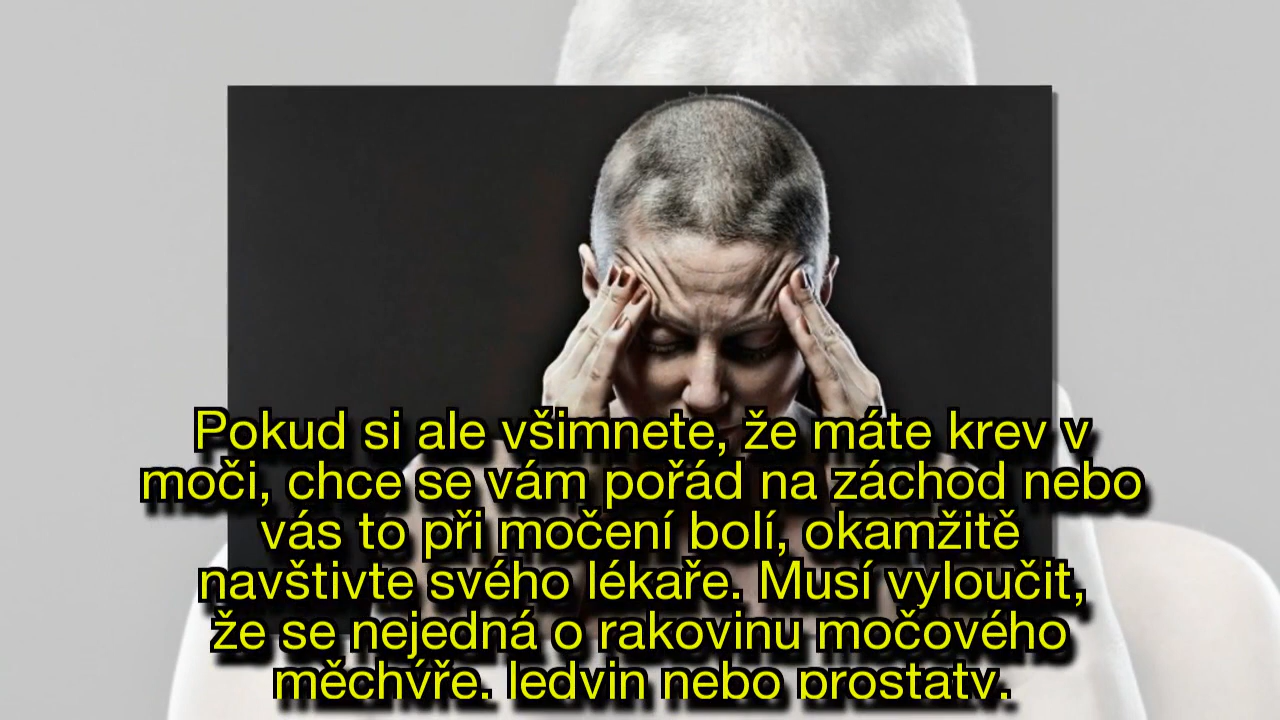 Pokud si ale všimnete, že máte krev v
moči, chce se vám pořád na záchod nebo
vás to při močení bolí, okamžitě
navštivte svého lékaře. Musí vyloučit,
že se nejedná o rakovinu močového
měchýře, ledvin nebo prostaty.